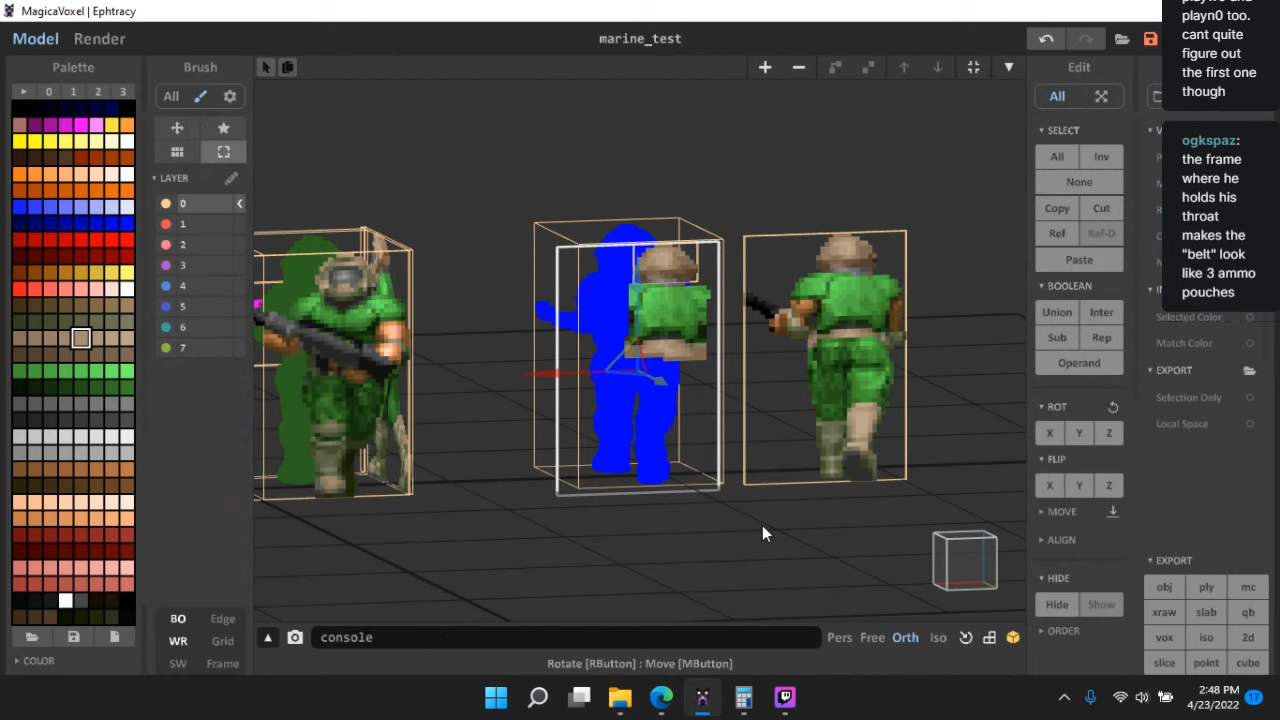 MagicaVoxel | Ephtracy
Model Render
marine_test
Palette
0 1 2 3
COLOR
Brush
All
LAYER
0
1
2
3
4
5
6
7
BO Edge
WR Grid
SW Frame
console
Pers Free Orth Iso
Rotate [RButton] : Move [MButton]
Edit
All
SELECT
All Inv
None
Copy Cut
Ref Ref-D
Paste
BOOLEAN
Union Inter
Sub Rep
Operand
ROT
X Y Z
FLIP
X Y Z
MOVE
ALIGN
HIDE
Hide Show
ORDER
playn0 too.
cant quite
figure out
the first one
though
ogkspaz:
the frame
where he
holds his
throat
makes the
"belt" look
like 3 ammo
pouches
Selected Color
Match Color
EXPORT
Selection Only
Local Space
EXPORT
obj ply mc
xraw slab qb
vox iso 2d
slice point cube
2:48 PM
4/23/2022
17